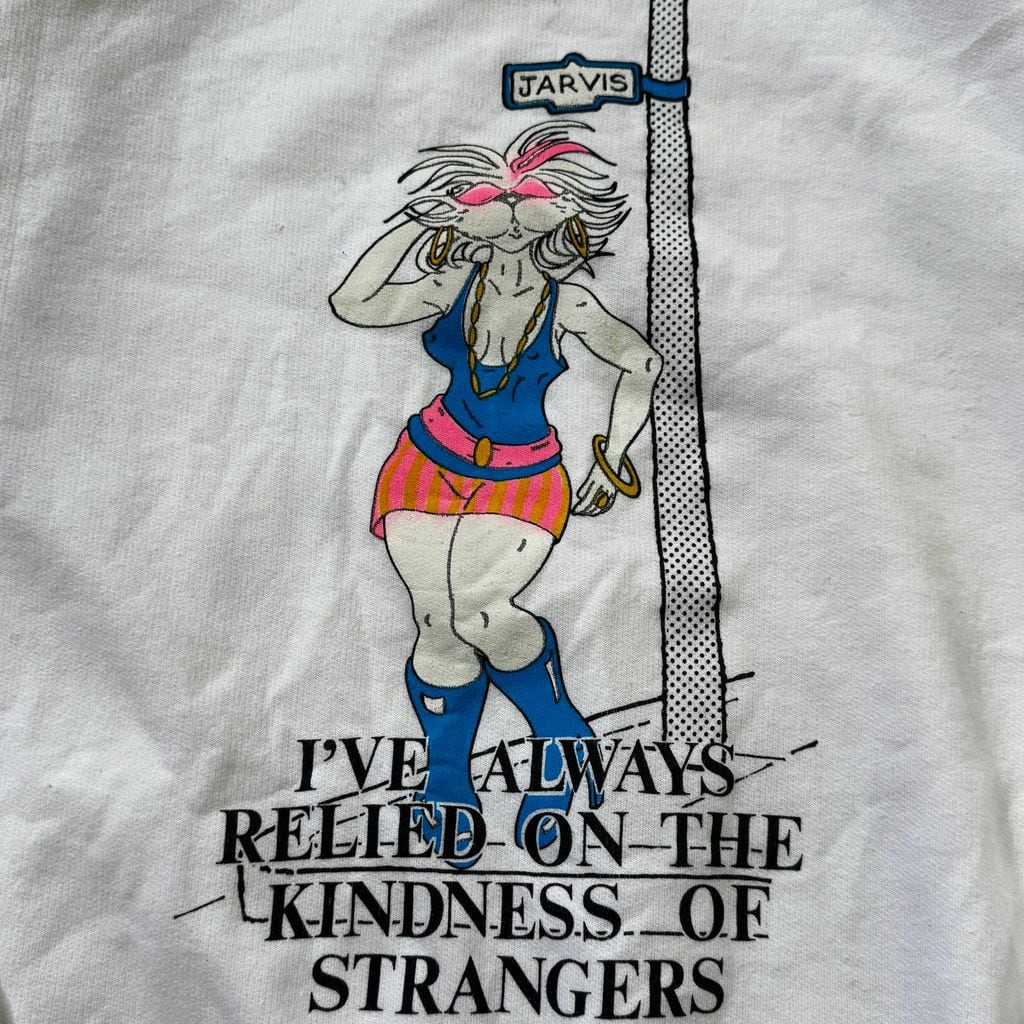 JARVIS
I'VE ALWAYS
RELIED ON THE
KINDNESS OF
STRANGERS